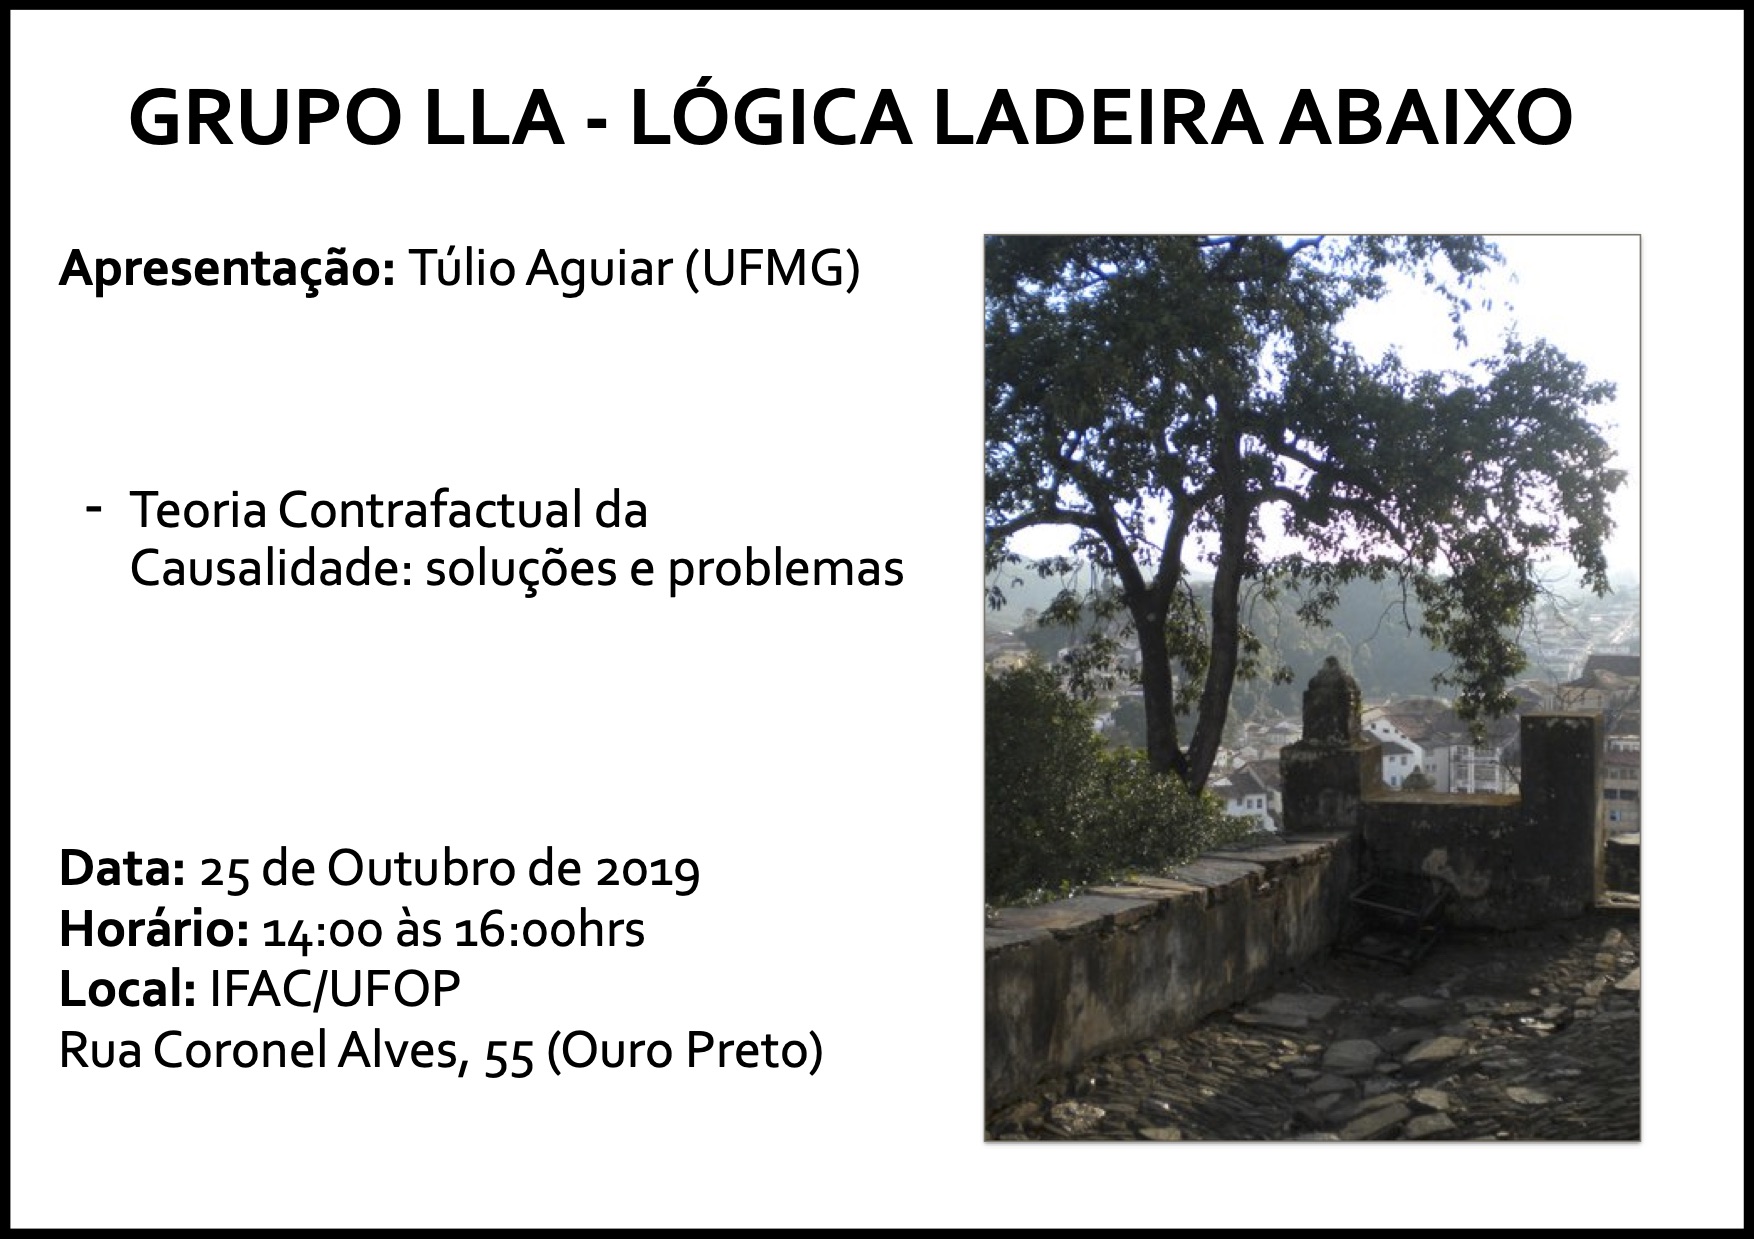 GRUPO LLA - LÓGICA LADEIRA ABAIXO
Apresentação: Túlio Aguiar (UFMG)
- Teoria Contrafactual da
Causalidade: soluções e problemas
Data: 25 de Outubro de 2019
Horário: 14:00 às 16:00hrs
Local: IFAC/UFOP
Rua Coronel Alves, 55 (Ouro Preto)